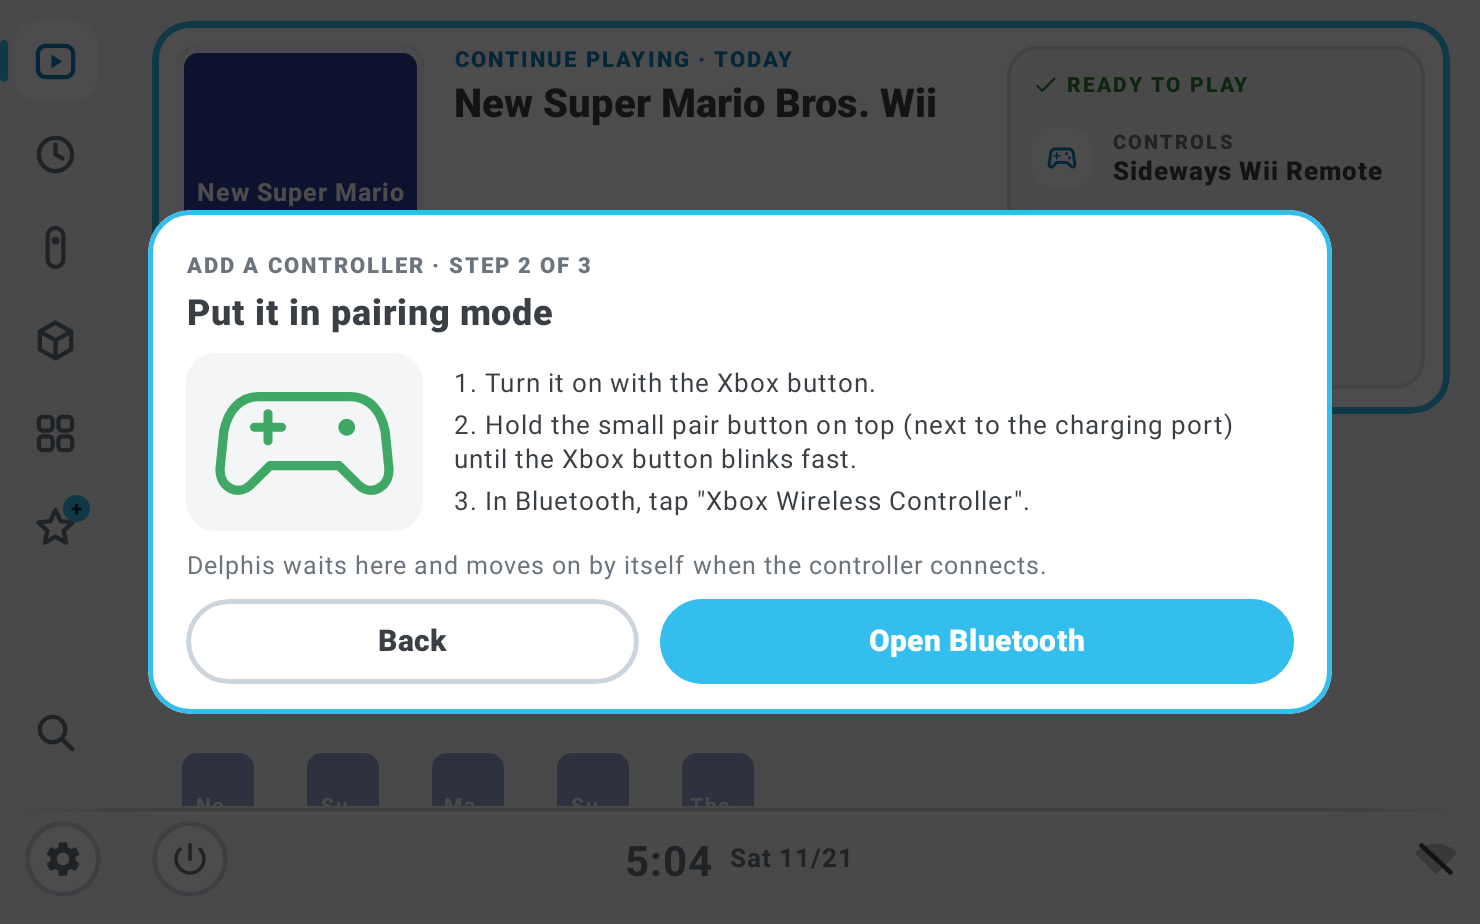 CONTINUE PLAYING · TODAY
New Super Mario Bros. Wii
New Super Mario
✓ READY TO PLAY
CONTROLS
Sideways Wii Remote
ADD A CONTROLLER · STEP 2 OF 3
Put it in pairing mode
1. Turn it on with the Xbox button.
2. Hold the small pair button on top (next to the charging port)
until the Xbox button blinks fast.
3. In Bluetooth, tap "Xbox Wireless Controller".
Delphis waits here and moves on by itself when the controller connects.
Back
Open Bluetooth
5:04 Sat 11/21